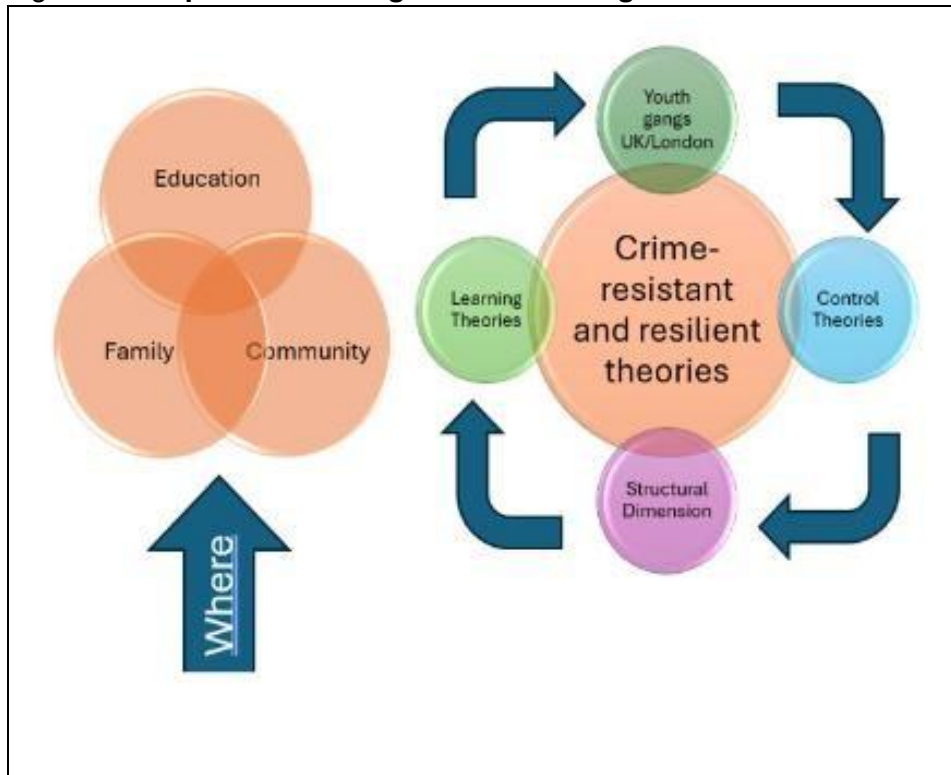 Education
Family
Community
Where
Youth
gangs
UK/London
Crime-
resistant
and resilient
theories
Learning
Theories
Control
Theories
Structural
Dimension